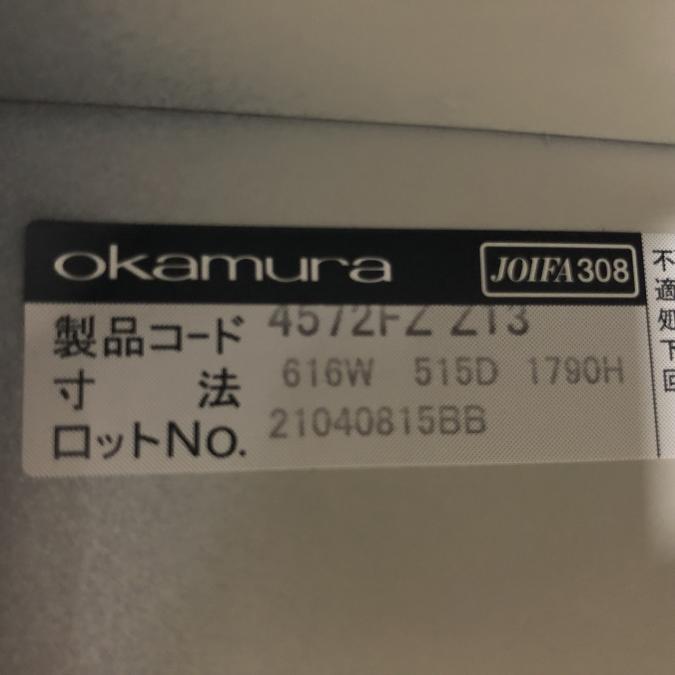 okamura JOIFA308
製品コード 4572FZ Z13
寸法 616W 515D 1790H
ロットNo. 21040815BB
不
適
処
下
回